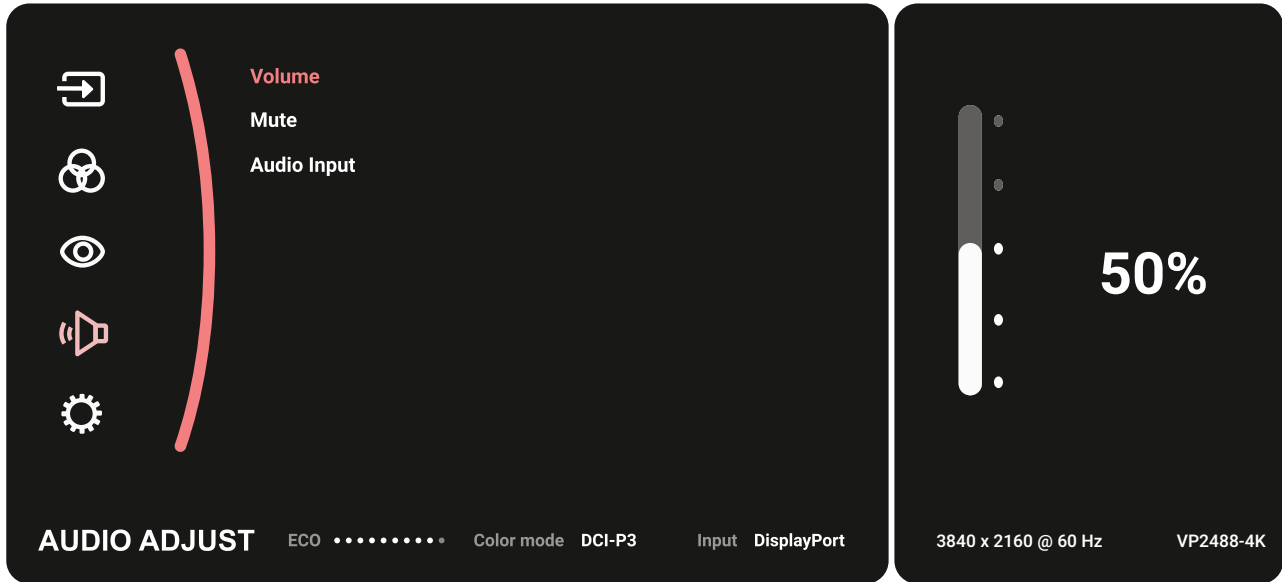 Volume
Mute
Audio Input
50%
AUDIO ADJUST ECO Color mode DCI-P3 Input DisplayPort
3840 x 2160 @ 60 Hz VP2488-4K